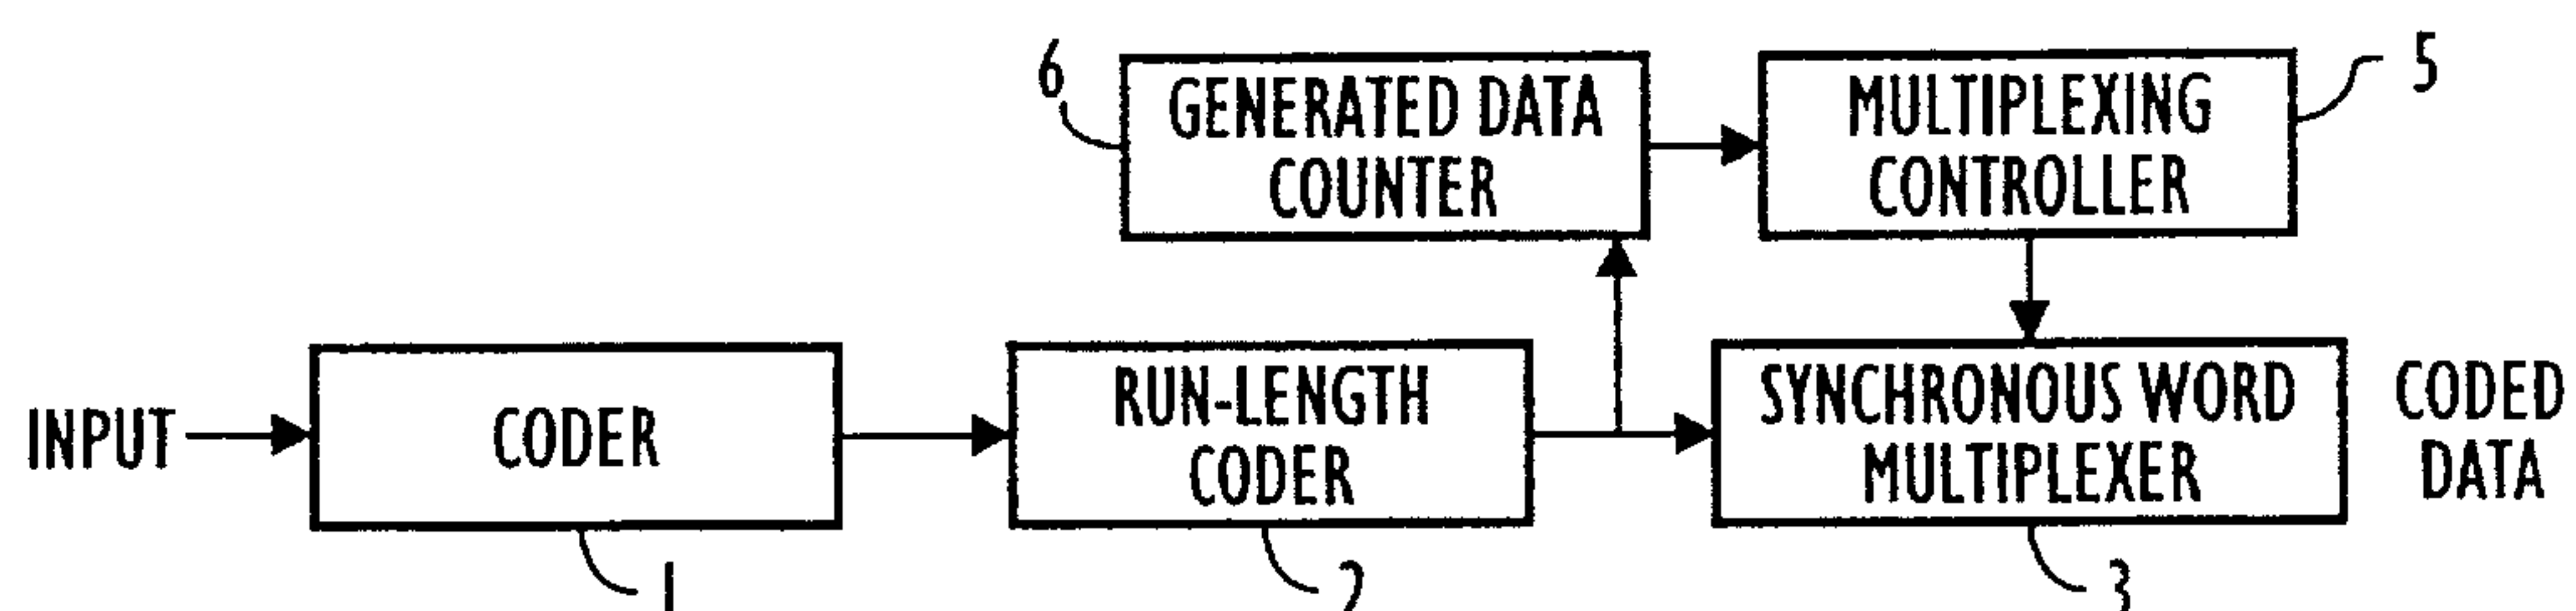 6
GENERATED DATA
COUNTER
MULTIPLEXING
CONTROLLER
5
INPUT
CODER
RUN-LENGTH
CODER
SYNCHRONOUS WORD
MULTIPLEXER
CODED
DATA
1
2
3